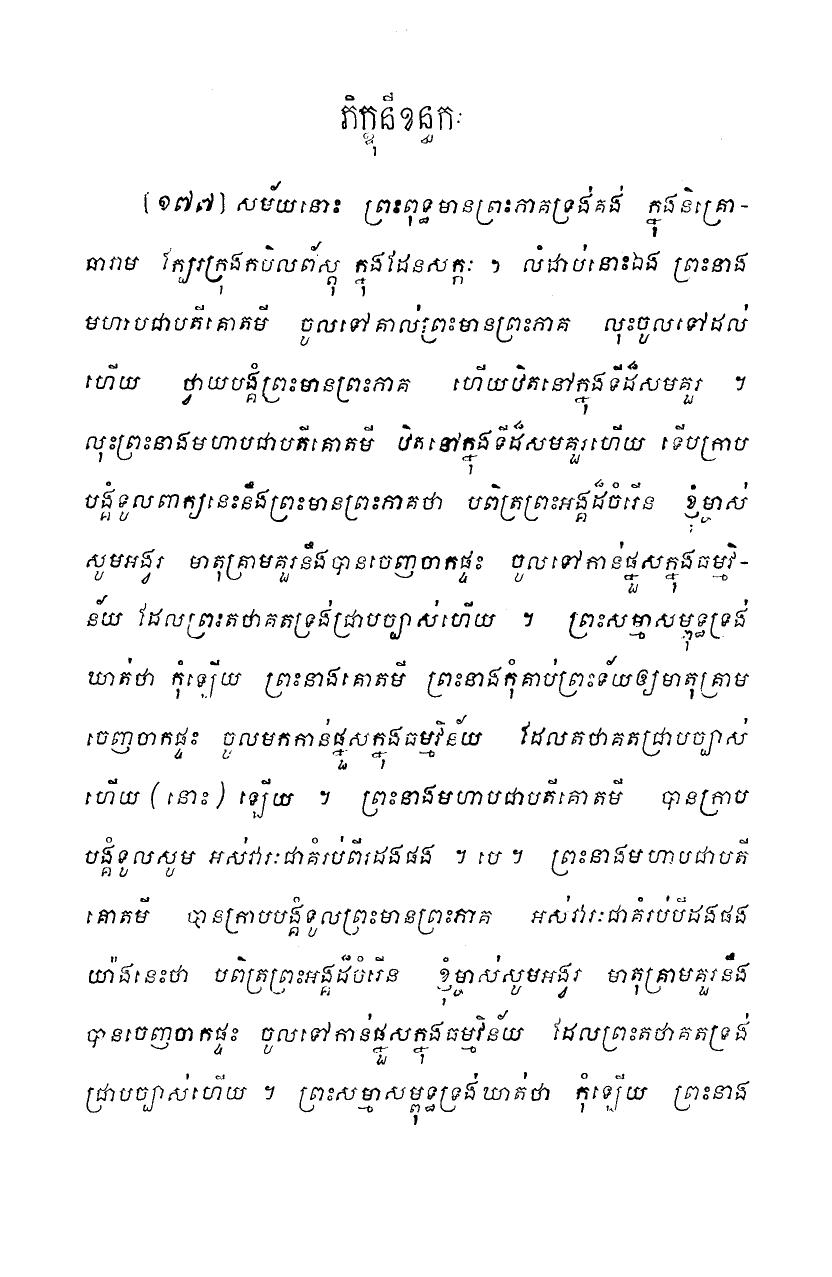 ភិក្ខុនីខន្ធកៈ
(១៧៧) សម័យនោះ ព្រះពុទ្ធមានព្រះភាគទ្រង់គង់ ក្នុងនិគ្រោ-
ធារាម ក្បែរក្រុងកបិលព័ស្តុ ក្នុងដែនសក្កៈ ។ លំដាប់នោះឯង ព្រះនាង
មហាបជាបតីគោតមី ចូលទៅគាល់ព្រះមានព្រះភាគ លុះចូលទៅដល់
ហើយ ថ្វាយបង្គំព្រះមានព្រះភាគ ហើយឋិតនៅក្នុងទីដ៏សមគួរ ។
លុះព្រះនាងមហាបជាបតីគោតមី ឋិតនៅក្នុងទីដ៏សមគួរហើយ ទើបក្រាប
បង្គំទូលពាក្យនេះនឹងព្រះមានព្រះភាគថា បពិត្រព្រះអង្គដ៏ចំរើន ខ្ញុំម្ចាស់
សូមអង្វរ មាតុគ្រាមគួរនឹងបានចេញចាកផ្ទះ ចូលទៅកាន់ផ្នួសក្នុងធម្មវិ-
ន័យ ដែលព្រះតថាគតទ្រង់ជ្រាបច្បាស់ហើយ ។ ព្រះសម្មាសម្ពុទ្ធទ្រង់
ឃាត់ថា កុំឡើយ ព្រះនាងគោតមី ព្រះនាងកុំគាប់ព្រះទ័យឲ្យមាតុគ្រាម
ចេញចាកផ្ទះ ចូលមកកាន់ផ្នួសក្នុងធម្មវិន័យ ដែលតថាគតជ្រាបច្បាស់
ហើយ (នោះ) ឡើយ ។ ព្រះនាងមហាបជាបតីគោតមី បានក្រាប
បង្គំទូលសូម អស់វារៈជាគំរប់ពីរដងផង ។ បេ ។ ព្រះនាងមហាបជាបតី
គោតមី បានក្រាបបង្គំទូលព្រះមានព្រះភាគ អស់វារៈជាគំរប់បីដងផង
យ៉ាងនេះថា បពិត្រព្រះអង្គដ៏ចំរើន ខ្ញុំម្ចាស់សូមអង្វរ មាតុគ្រាមគួរនឹង
បានចេញចាកផ្ទះ ចូលទៅកាន់ផ្នួសក្នុងធម្មវិន័យ ដែលព្រះតថាគតទ្រង់
ជ្រាបច្បាស់ហើយ ។ ព្រះសម្មាសម្ពុទ្ធទ្រង់ឃាត់ថា កុំឡើយ ព្រះនាង